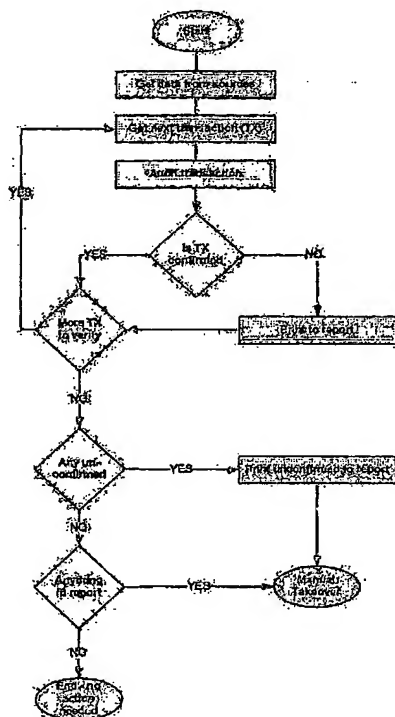 Start
Get data from sources
Get next transaction (TX)
Audit transaction
YES
YES
Is TX
confirmed
NO
More TX
to verify
Print to report
NO
Any un-
confirmed
YES
Print unconfirmed to report
NO
Anything
to report
YES
Manual
Takeover
NO
End / no
action
needed